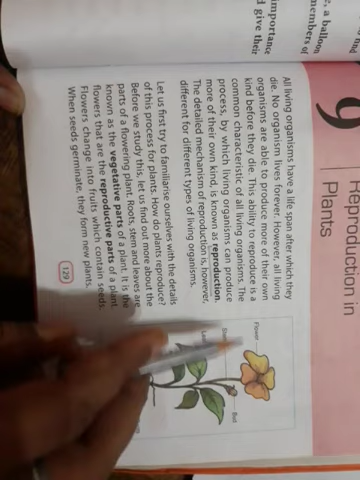 e, a balloon
members of
importance
d give their
9
Reproduction in
Plants
All living organisms have a life span after which they
die. No organism lives forever. However, all living
organisms are able to produce more of their own
kind before they die. This ability to reproduce is a
common characteristic of all living organisms. The
process, by which living organisms can produce
more of their own kind, is known as reproduction.
The detailed mechanism of reproduction is, however,
different for different types of living organisms.
Let us first try to familiarise ourselves with the details
of this process for plants. How do plants reproduce?
Before we study this, let us find out more about the
parts of a flowering plant. Roots, stem and leaves are
known as the vegetative parts of a plant. It is the
flowers that are the reproductive parts of a plant.
Flowers change into fruits which contain seeds.
When seeds germinate, they form new plants.
Flower
Bud
129